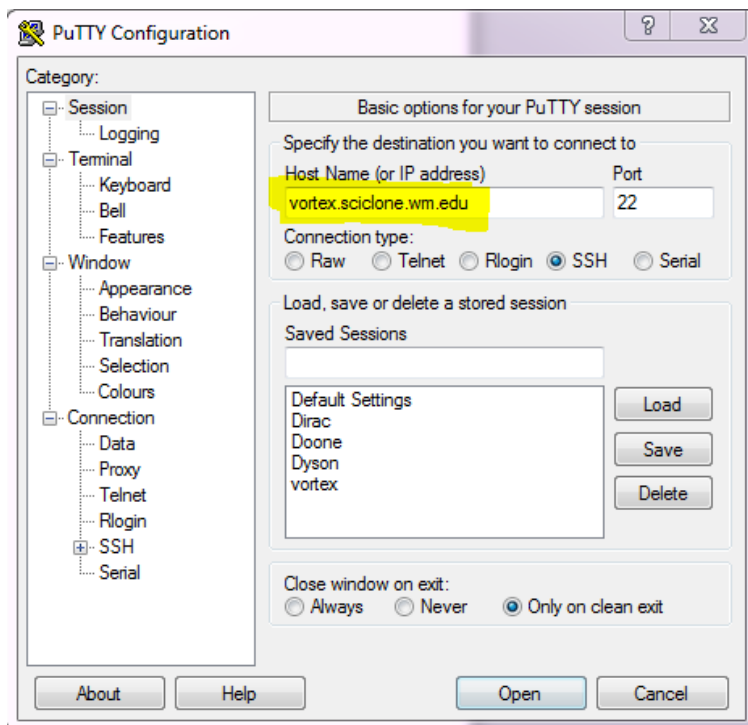 PuTTY Configuration
Category:
Session
Logging
Terminal
Keyboard
Bell
Features
Window
Appearance
Behaviour
Translation
Selection
Colours
Connection
Data
Proxy
Telnet
Rlogin
SSH
Serial
Basic options for your PuTTY session
Specify the destination you want to connect to
Host Name (or IP address) Port
vortex.sciclone.wm.edu 22
Connection type:
Raw Telnet Rlogin SSH Serial
Load, save or delete a stored session
Saved Sessions
Default Settings
Dirac
Doone
Dyson
vortex
Load
Save
Delete
Close window on exit:
Always Never Only on clean exit
About Help Open Cancel